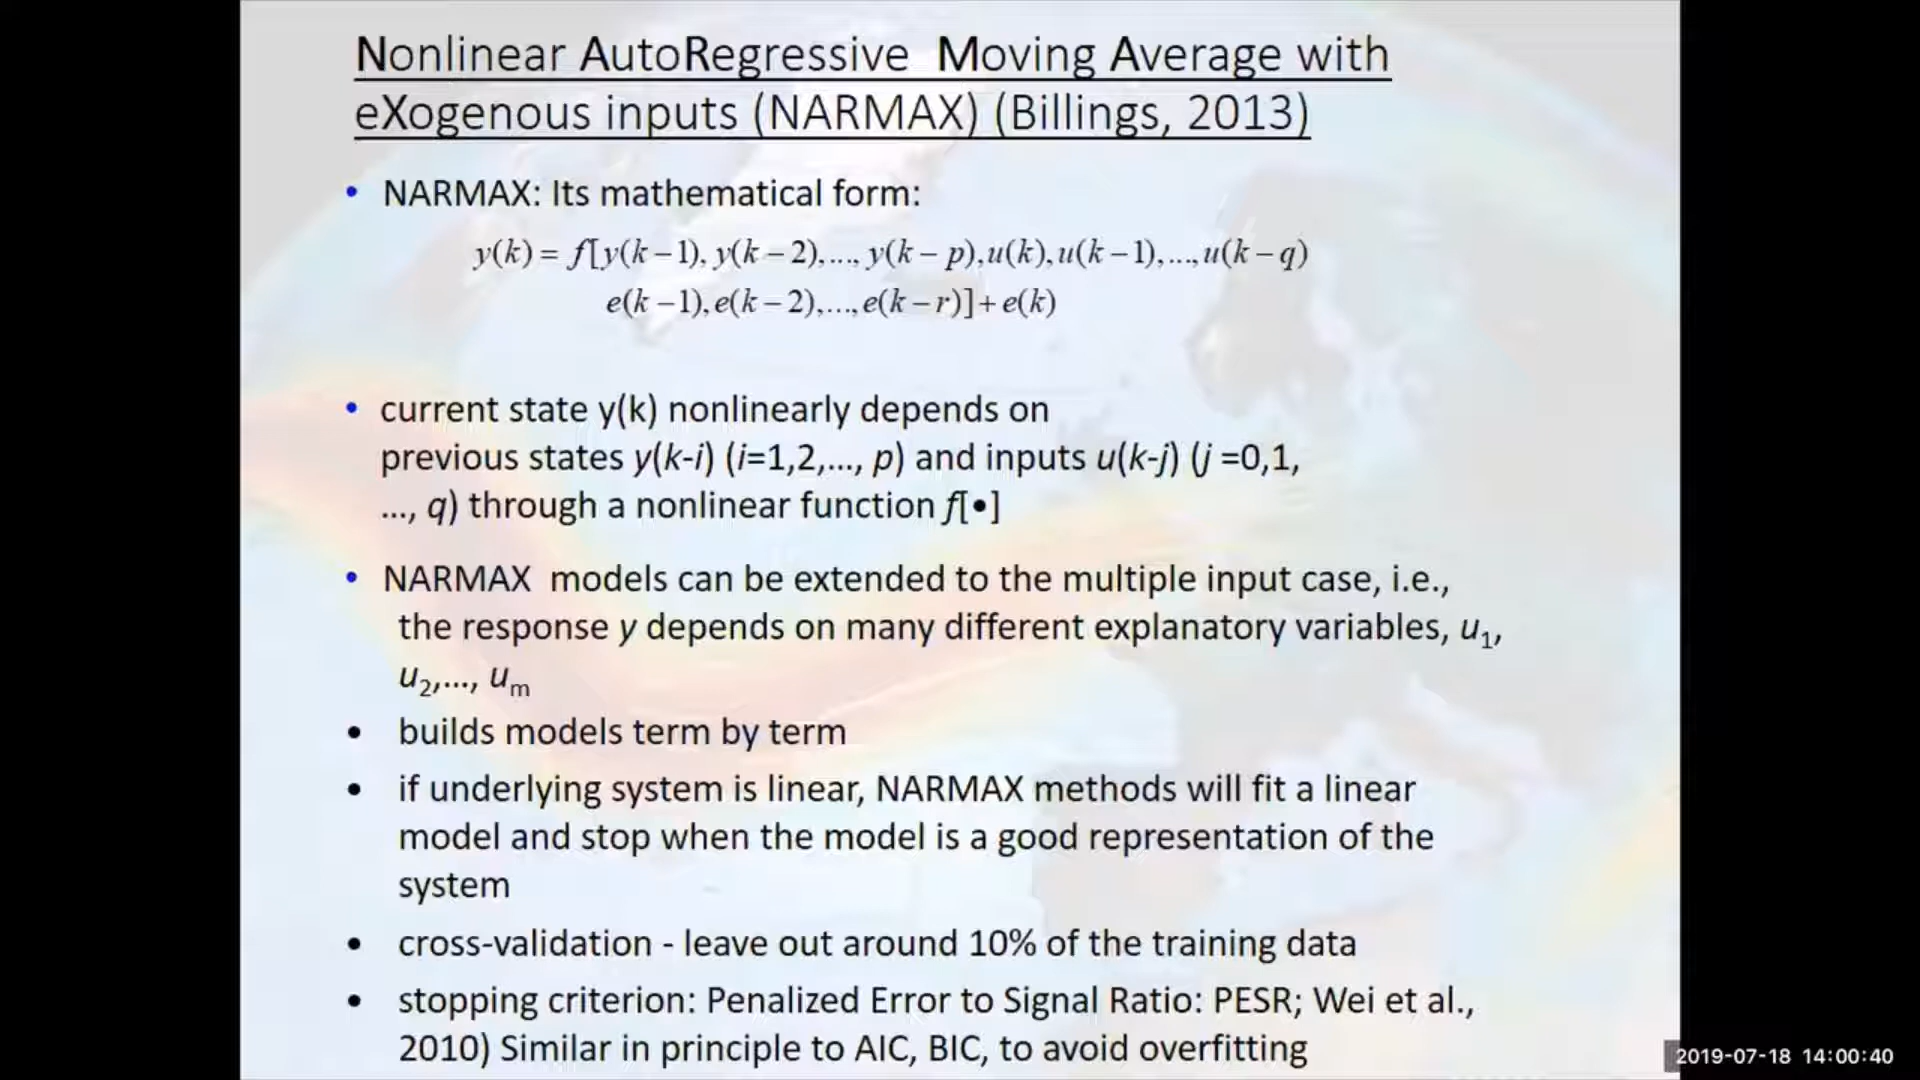 Nonlinear AutoRegressive Moving Average with
eXogenous inputs (NARMAX) (Billings, 2013)
• NARMAX: Its mathematical form:
y(k) = f[y(k−1), y(k−2),..., y(k−p),u(k),u(k−1),...,u(k−q)
e(k−1),e(k−2),...,e(k−r)]+e(k)
• current state y(k) nonlinearly depends on
previous states y(k-i) (i=1,2,..., p) and inputs u(k-j) (j =0,1,
..., q) through a nonlinear function f[•]
• NARMAX models can be extended to the multiple input case, i.e.,
the response y depends on many different explanatory variables, u₁,
u₂,..., uₘ
• builds models term by term
• if underlying system is linear, NARMAX methods will fit a linear
model and stop when the model is a good representation of the
system
• cross-validation - leave out around 10% of the training data
• stopping criterion: Penalized Error to Signal Ratio: PESR; Wei et al.,
2010) Similar in principle to AIC, BIC, to avoid overfitting
2019-07-18 14:00:40